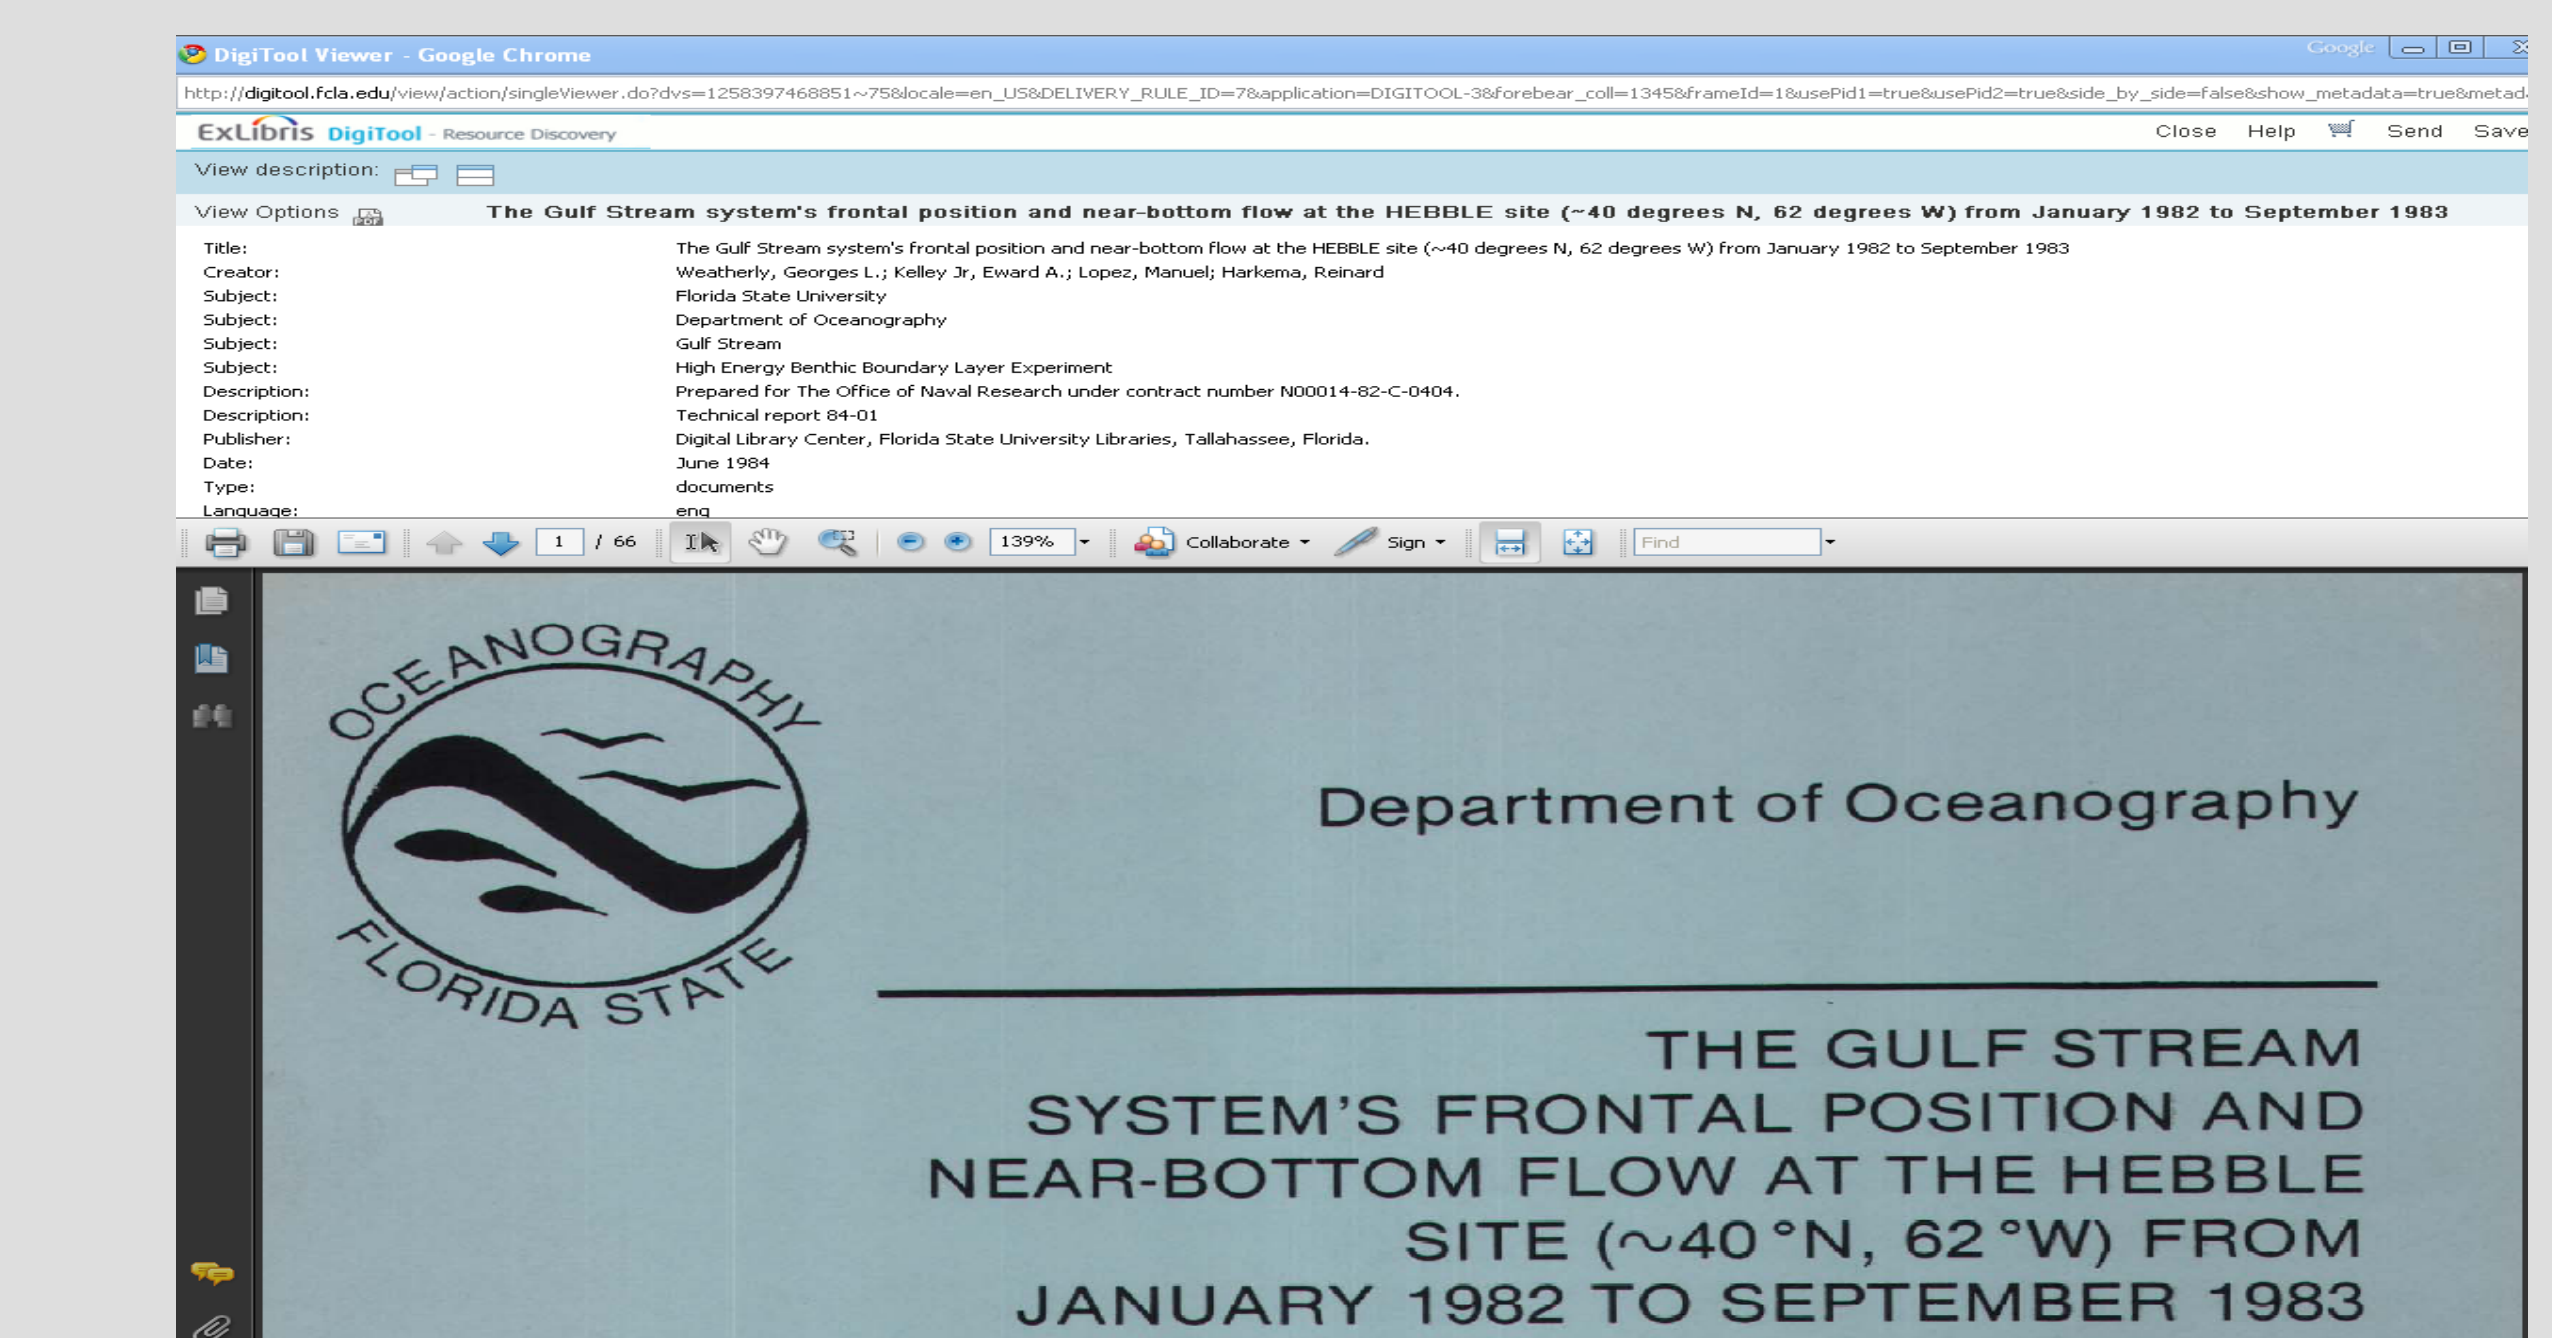 DigiTool Viewer - Google Chrome
Google
http://digitool.fcla.edu/view/action/singleViewer.do?dvs=1258397468851~75&locale=en_US&DELIVERY_RULE_ID=7&application=DIGITOOL-3&forebear_coll=1345&frameId=1&usePid1=true&usePid2=true&side_by_side=false&show_metadata=true&metad
ExLibris DigiTool - Resource Discovery
Close Help Send Save
View description:
View Options PDF The Gulf Stream system's frontal position and near-bottom flow at the HEBBLE site (~40 degrees N, 62 degrees W) from January 1982 to September 1983
Title: The Gulf Stream system's frontal position and near-bottom flow at the HEBBLE site (~40 degrees N, 62 degrees W) from January 1982 to September 1983
Creator: Weatherly, Georges L.; Kelley Jr, Eward A.; Lopez, Manuel; Harkema, Reinard
Subject: Florida State University
Subject: Department of Oceanography
Subject: Gulf Stream
Subject: High Energy Benthic Boundary Layer Experiment
Description: Prepared for The Office of Naval Research under contract number N00014-82-C-0404.
Description: Technical report 84-01
Publisher: Digital Library Center, Florida State University Libraries, Tallahassee, Florida.
Date: June 1984
Type: documents
Language: eng
1 / 66 139% Collaborate Sign Find
OCEANOGRAPHY
FLORIDA STATE
Department of Oceanography
THE GULF STREAM
SYSTEM'S FRONTAL POSITION AND
NEAR-BOTTOM FLOW AT THE HEBBLE
SITE (~40°N, 62°W) FROM
JANUARY 1982 TO SEPTEMBER 1983